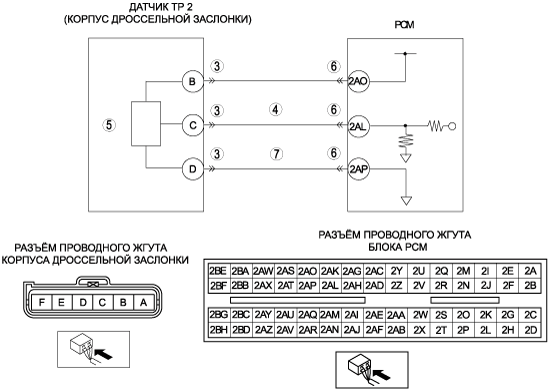 ДАТЧИК TP 2
(КОРПУС ДРОССЕЛЬНОЙ ЗАСЛОНКИ)
PCM
B 3 6 2AO
C 3 4 6 2AL
5
D 3 7 6 2AP
РАЗЪЁМ ПРОВОДНОГО ЖГУТА
КОРПУСА ДРОССЕЛЬНОЙ ЗАСЛОНКИ
F E D C B A
РАЗЪЁМ ПРОВОДНОГО ЖГУТА
БЛОКА PCM
2BE 2BA 2AW 2AS 2AO 2AK 2AG 2AC 2Y 2U 2Q 2M 2I 2E 2A
2BF 2BB 2AX 2AT 2AP 2AL 2AH 2AD 2Z 2V 2R 2N 2J 2F 2B
2BG 2BC 2AY 2AU 2AQ 2AM 2AI 2AE 2AA 2W 2S 2O 2K 2G 2C
2BH 2BD 2AZ 2AV 2AR 2AN 2AJ 2AF 2AB 2X 2T 2P 2L 2H 2D